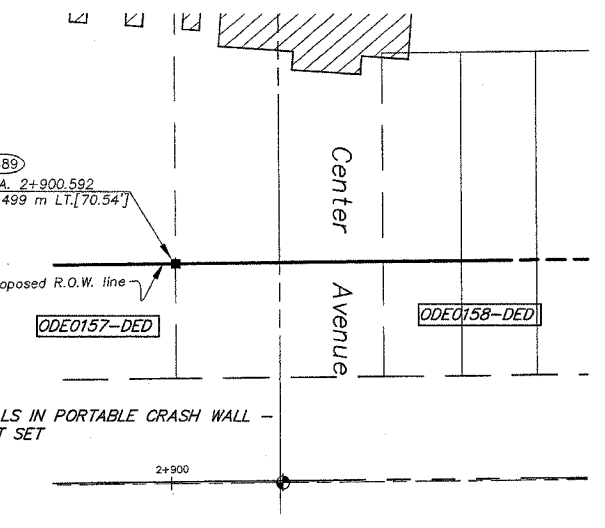 89
A. 2+900.592
499 m LT.[70.54']
Center Avenue
oposed R.O.W. line
ODE0157-DED
ODE0158-DED
LS IN PORTABLE CRASH WALL -
T SET
2+900